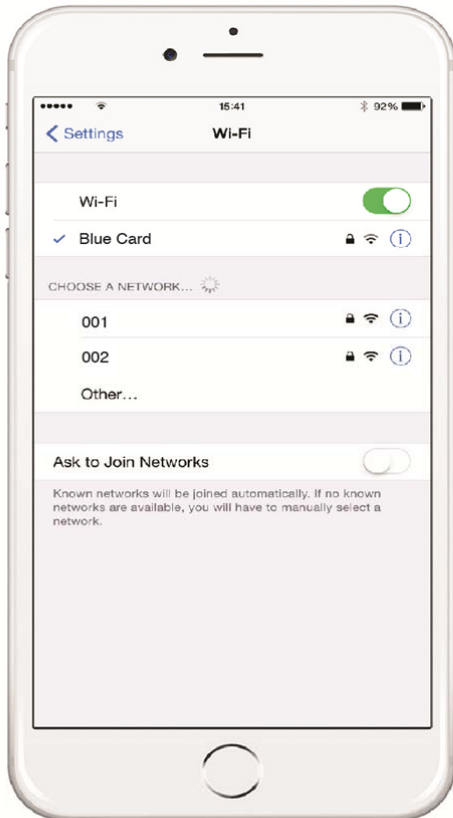 15:41
92%
Settings
Wi-Fi
Wi-Fi
Blue Card
CHOOSE A NETWORK...
001
002
Other...
Ask to Join Networks
Known networks will be joined automatically. If no known
networks are available, you will have to manually select a
network.